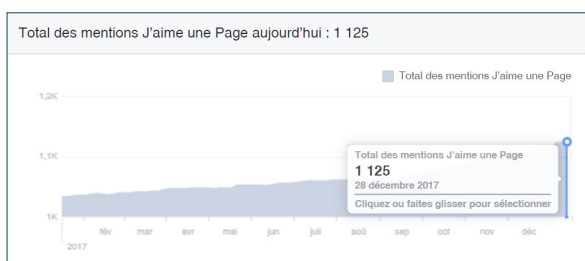 Total des mentions J'aime une Page aujourd'hui : 1 125
Total des mentions J'aime une Page
1,2K
1,1K
Total des mentions J'aime une Page
1 125
28 décembre 2017
Cliquez ou faites glisser pour sélectionner
1K
fév mar avr mai jun juil aoû sep oct nov déc
2017